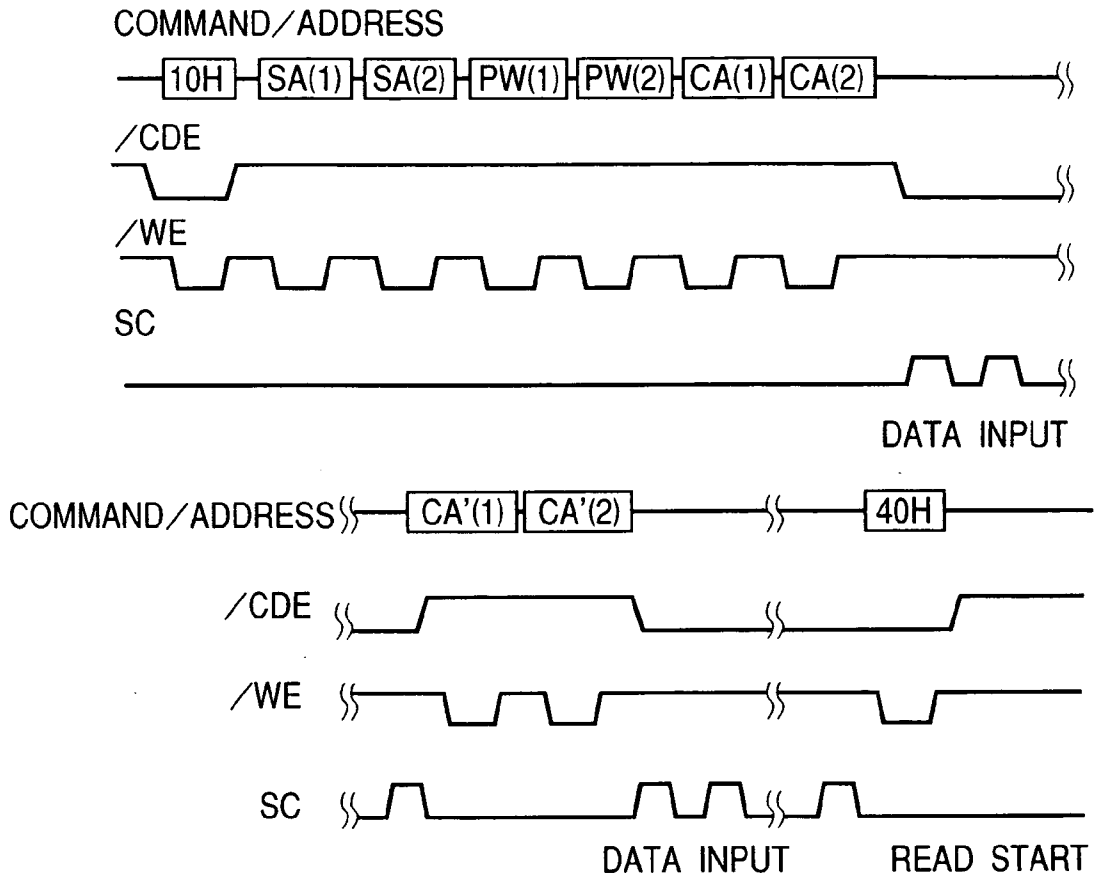 COMMAND/ADDRESS
10H SA(1) SA(2) PW(1) PW(2) CA(1) CA(2)
/CDE
/WE
SC
DATA INPUT
COMMAND/ADDRESS CA'(1) CA'(2) 40H
/CDE
/WE
SC
DATA INPUT READ START